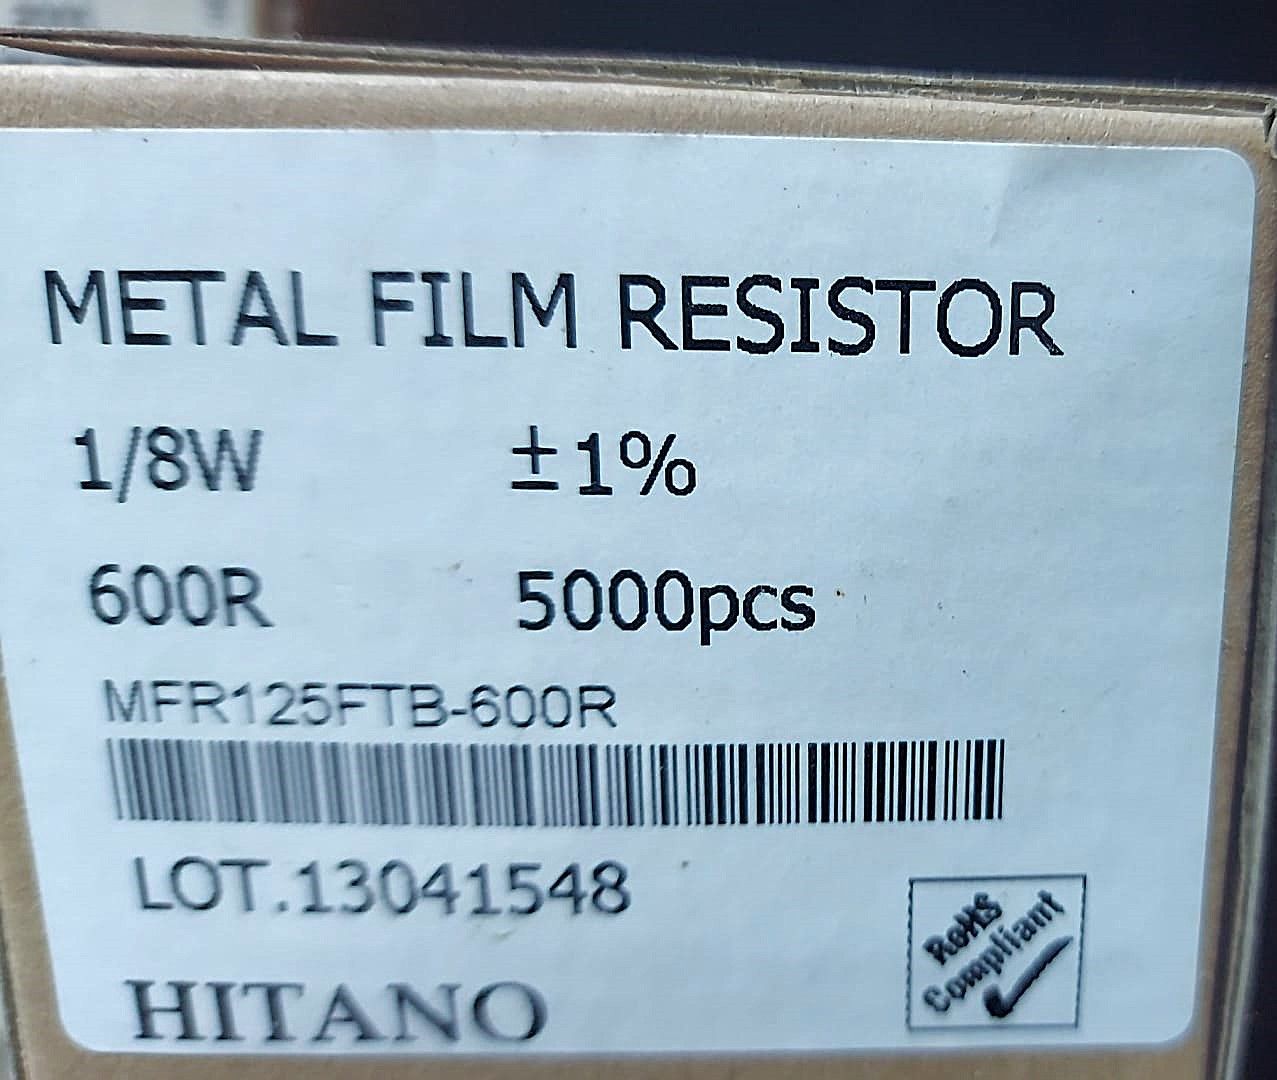 METAL FILM RESISTOR
1/8W ±1%
600R 5000pcs
MFR125FTB-600R
LOT.13041548
RoHS
Compliant
HITANO